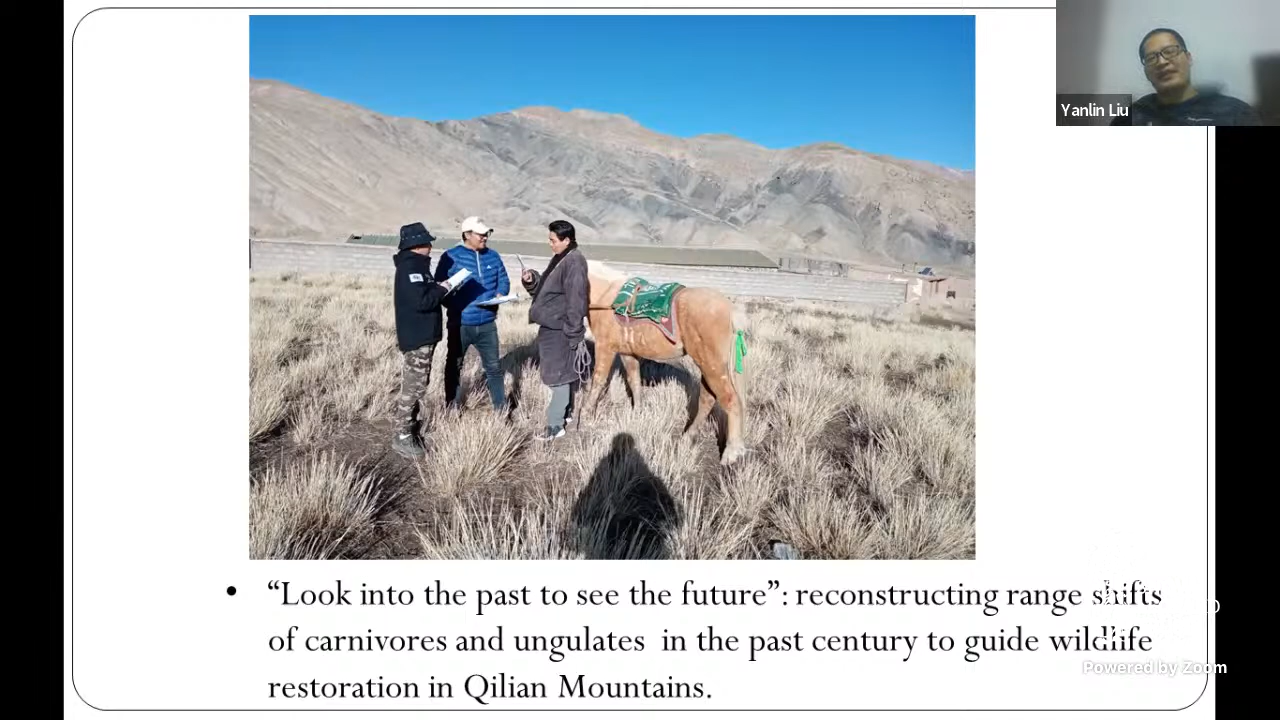 Yanlin Liu
• “Look into the past to see the future”: reconstructing range shifts
of carnivores and ungulates in the past century to guide wildlife
restoration in Qilian Mountains.
Powered by Zoom